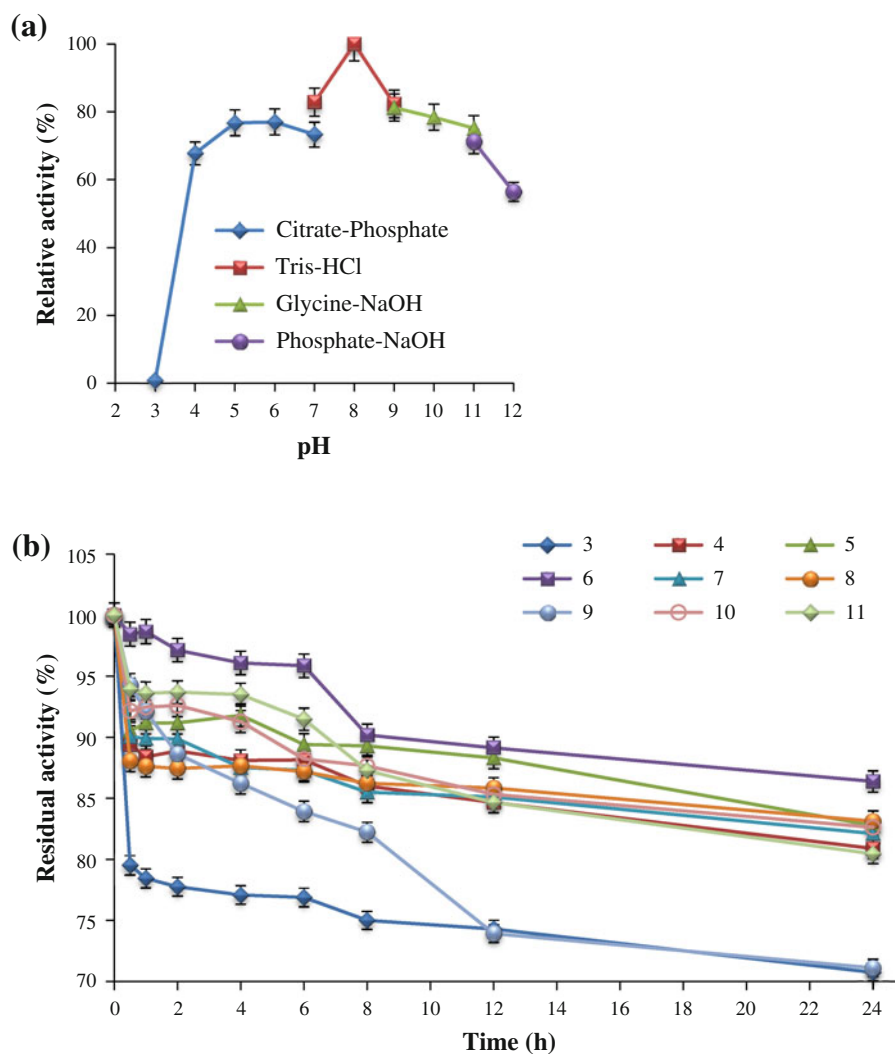 (a)
Relative activity (%)
100
80
60
40
20
0
2 3 4 5 6 7 8 9 10 11 12
pH
Citrate-Phosphate
Tris-HCl
Glycine-NaOH
Phosphate-NaOH
(b)
3 4 5
6 7 8
9 10 11
Residual activity (%)
105
100
95
90
85
80
75
70
0 2 4 6 8 10 12 14 16 18 20 22 24
Time (h)